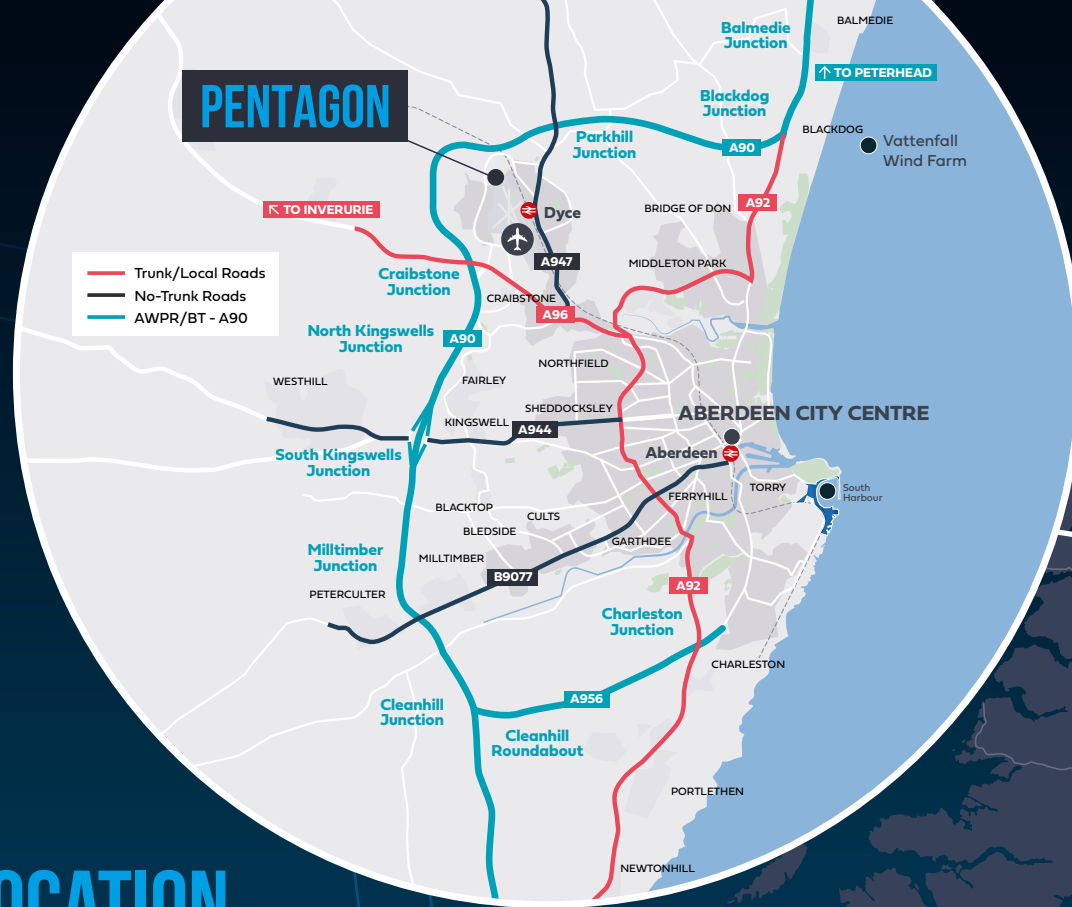 BALMEDIE
Balmedie
Junction
↑ TO PETERHEAD
PENTAGON
Blackdog
Junction
BLACKDOG
Parkhill
Junction
A90
Vattenfall
Wind Farm
↖ TO INVERURIE
Dyce
BRIDGE OF DON
A92
Trunk/Local Roads
No-Trunk Roads
AWPR/BT - A90
A947
MIDDLETON PARK
Craibstone
Junction
CRAIBSTONE
A96
North Kingswells
Junction
A90
NORTHFIELD
WESTHILL
FAIRLEY
SHEDDOCKSLEY
ABERDEEN CITY CENTRE
KINGSWELL
A944
South Kingswells
Junction
Aberdeen
FERRYHILL
TORRY
South
Harbour
BLACKTOP
CULTS
BLEDSIDE
GARTHDEE
Milltimber
Junction
MILLTIMBER
B9077
A92
PETERCULTER
Charleston
Junction
CHARLESTON
Cleanhill
Junction
A956
Cleanhill
Roundabout
PORTLETHEN
NEWTONHILL
OCATION